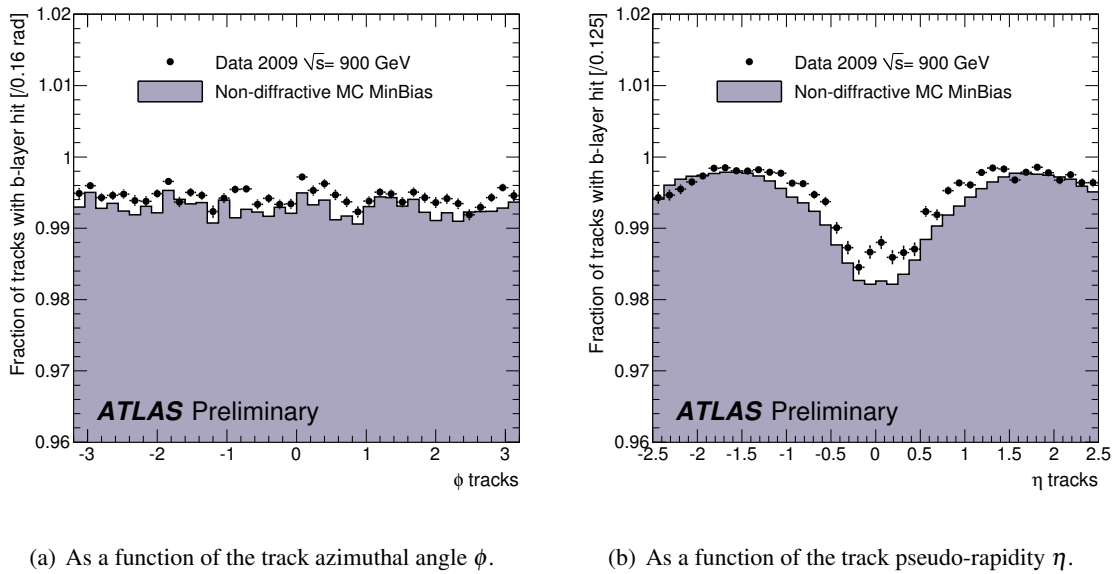 Fraction of tracks with b-layer hit [/0.16 rad]
1.02
1.01
1
0.99
0.98
0.97
0.96
Data 2009 √s= 900 GeV
Non-diffractive MC MinBias
ATLAS Preliminary
-3 -2 -1 0 1 2 3
ϕ tracks
(a) As a function of the track azimuthal angle ϕ.
Fraction of tracks with b-layer hit [/0.125]
1.02
1.01
1
0.99
0.98
0.97
0.96
Data 2009 √s= 900 GeV
Non-diffractive MC MinBias
ATLAS Preliminary
-2.5 -2 -1.5 -1 -0.5 0 0.5 1 1.5 2 2.5
η tracks
(b) As a function of the track pseudo-rapidity η.